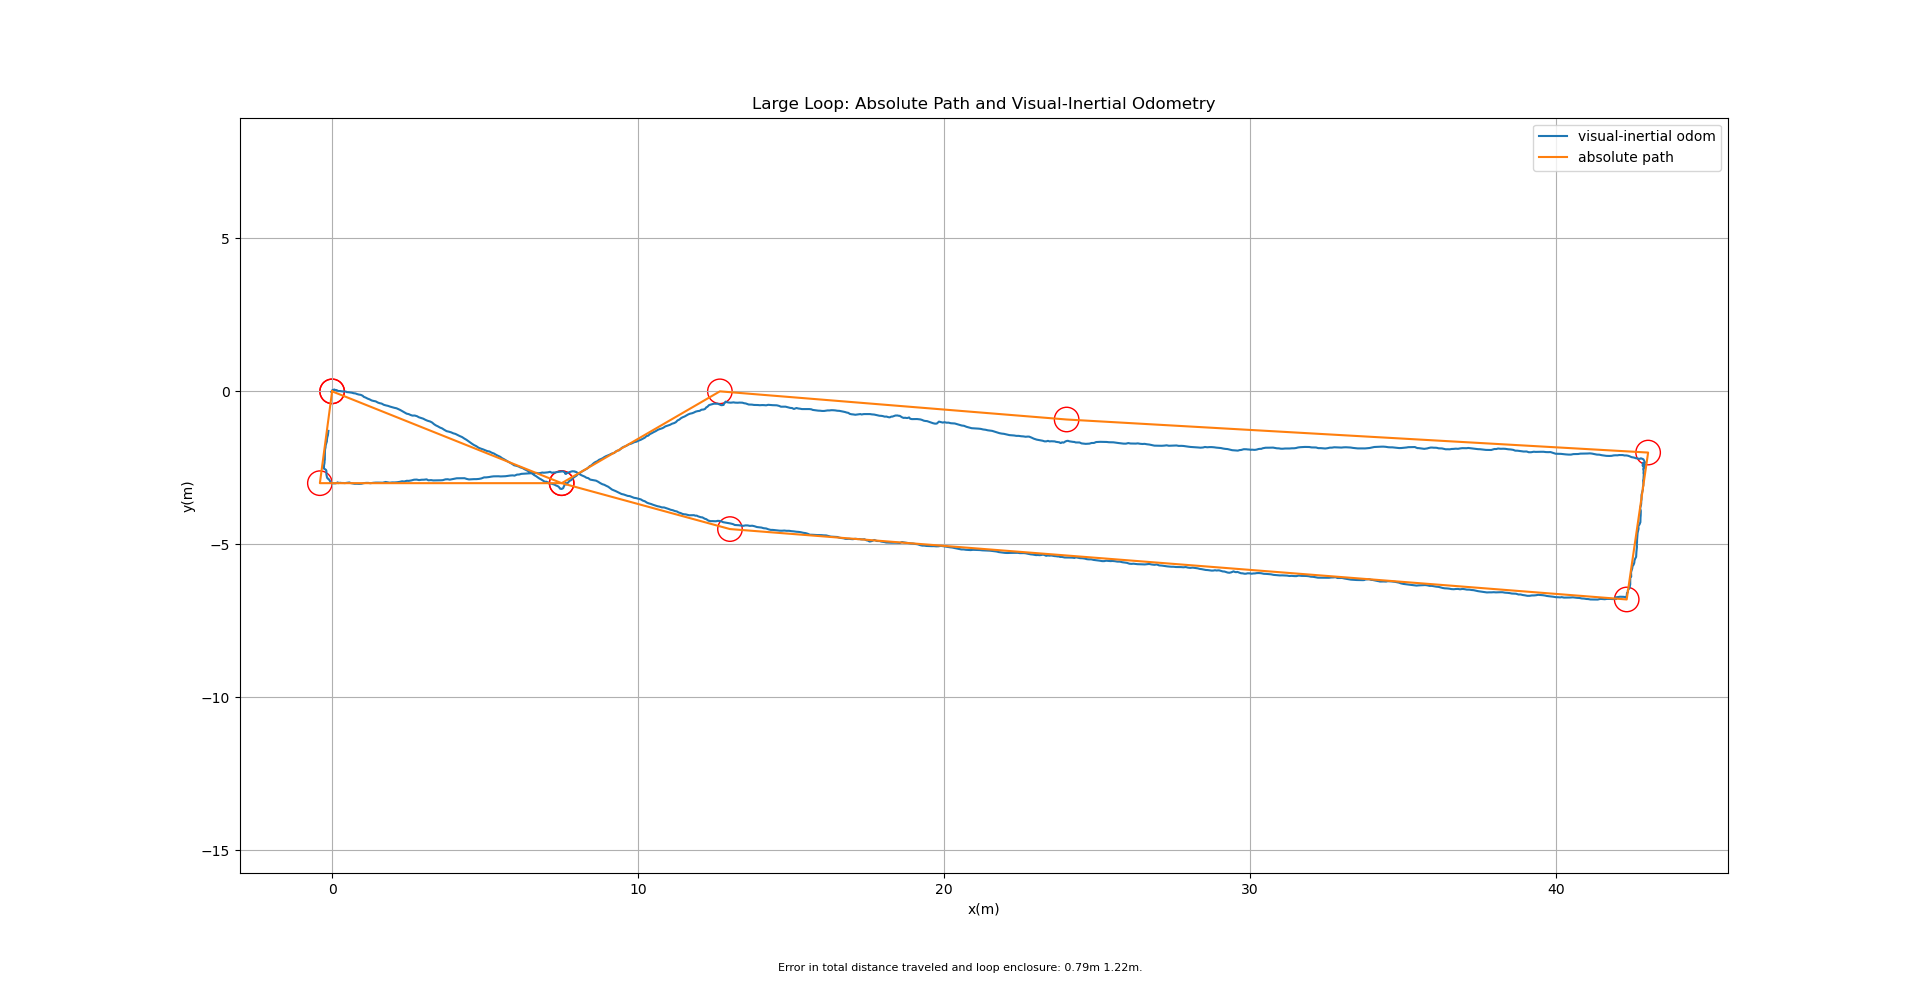 Large Loop: Absolute Path and Visual-Inertial Odometry
visual-inertial odom
absolute path
5
0
−5
−10
−15
y(m)
0 10 20 30 40
x(m)
Error in total distance traveled and loop enclosure: 0.79m 1.22m.